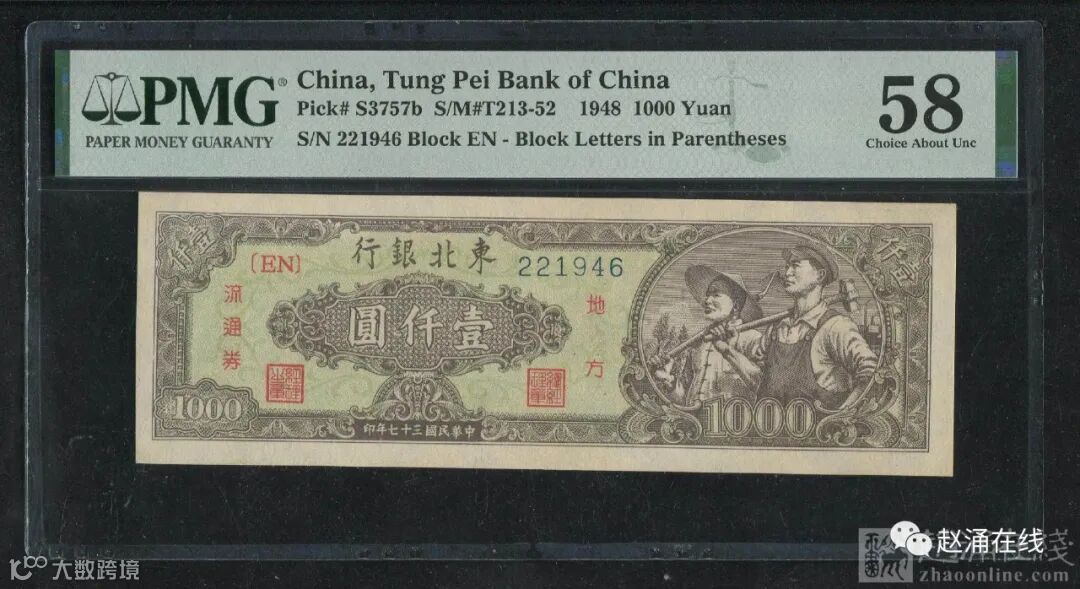 PMG®
PAPER MONEY GUARANTY
China, Tung Pei Bank of China
Pick# S3757b S/M#T213-52 1948 1000 Yuan
S/N 221946 Block EN - Block Letters in Parentheses
58
Choice About Unc
仟壹
行銀北東
仟壹
[EN]
221946
流通券
圓仟壹
地方
1000
1000
印年七十三國民華中
赵涌在线
zhaoonline.com
大数跨境